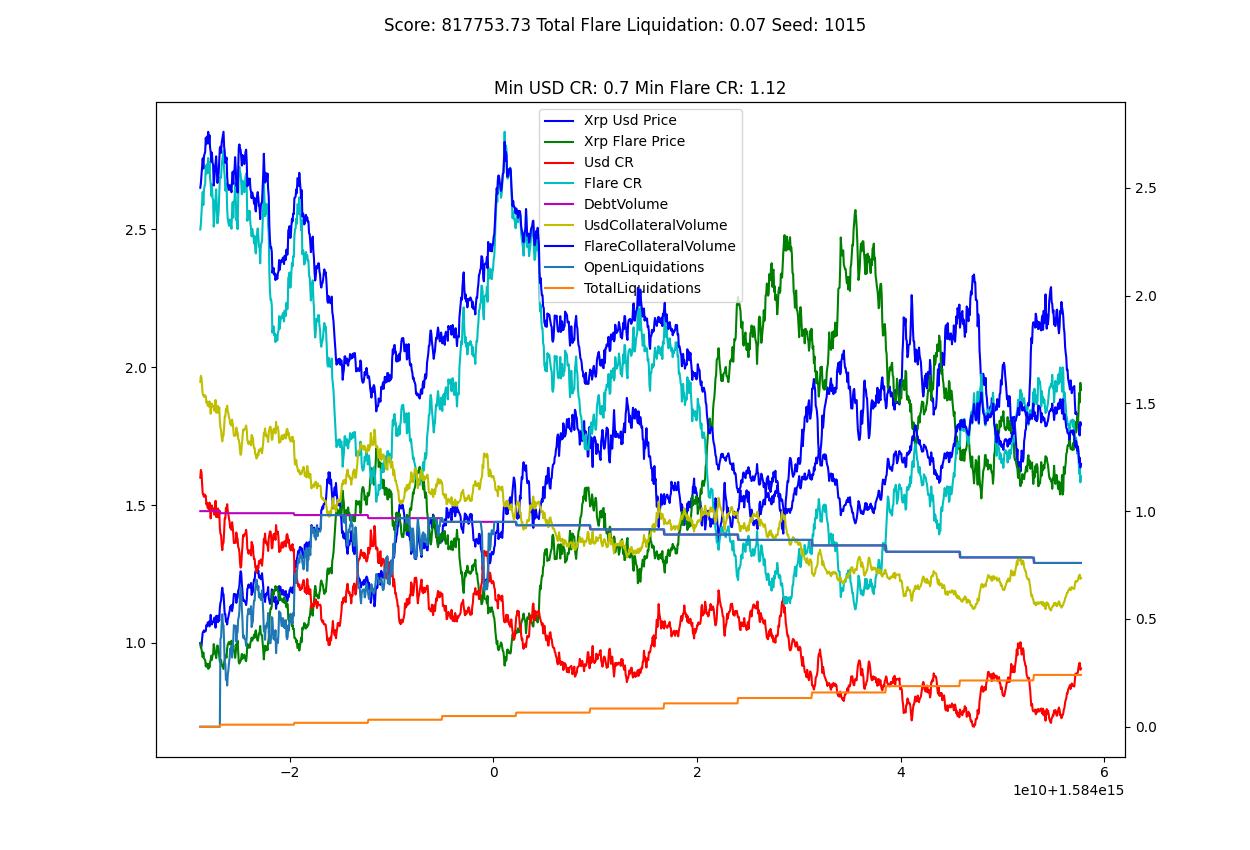 Score: 817753.73 Total Flare Liquidation: 0.07 Seed: 1015
Min USD CR: 0.7 Min Flare CR: 1.12
Xrp Usd Price
Xrp Flare Price
Usd CR
Flare CR
DebtVolume
UsdCollateralVolume
FlareCollateralVolume
OpenLiquidations
TotalLiquidations
2.5
2.0
1.5
1.0
2.5
2.0
1.5
1.0
0.5
0.0
−2
0
2
4
6
1e10+1.584e15